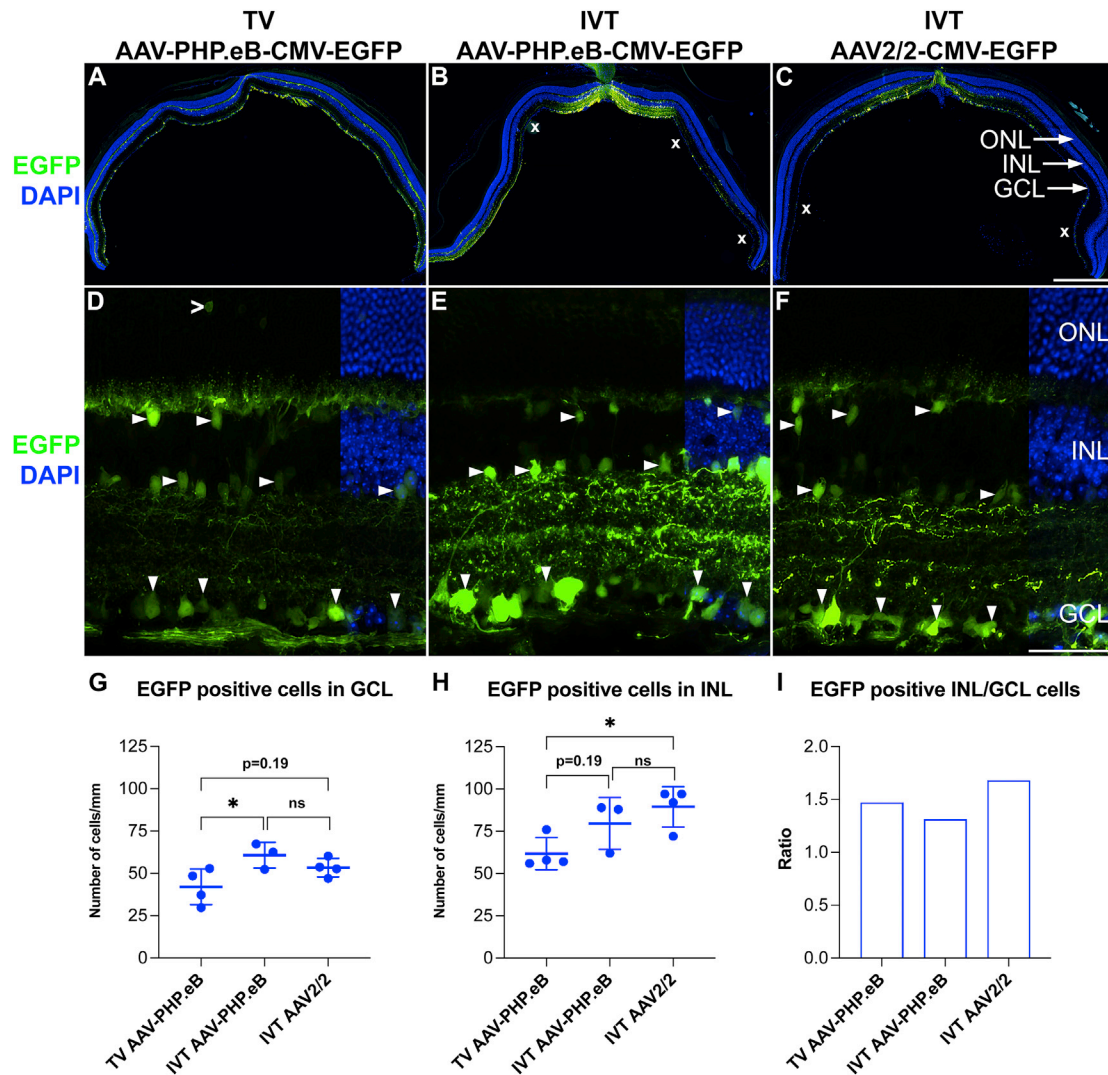 TV
AAV-PHP.eB-CMV-EGFP
IVT
AAV-PHP.eB-CMV-EGFP
IVT
AAV2/2-CMV-EGFP
EGFP
DAPI
A
x
x
x
B
x
x
C
ONL
INL
GCL
EGFP
DAPI
D
>
E
F
ONL
INL
GCL
G EGFP positive cells in GCL
Number of cells/mm
125
100
75
50
25
0
p=0.19
*
ns
TV AAV-PHP.eB
IVT AAV-PHP.eB
IVT AAV2/2
H EGFP positive cells in INL
Number of cells/mm
125
100
75
50
25
0
*
p=0.19
ns
TV AAV-PHP.eB
IVT AAV-PHP.eB
IVT AAV2/2
I EGFP positive INL/GCL cells
Ratio
2.0
1.5
1.0
0.5
0.0
TV AAV-PHP.eB
IVT AAV-PHP.eB
IVT AAV2/2